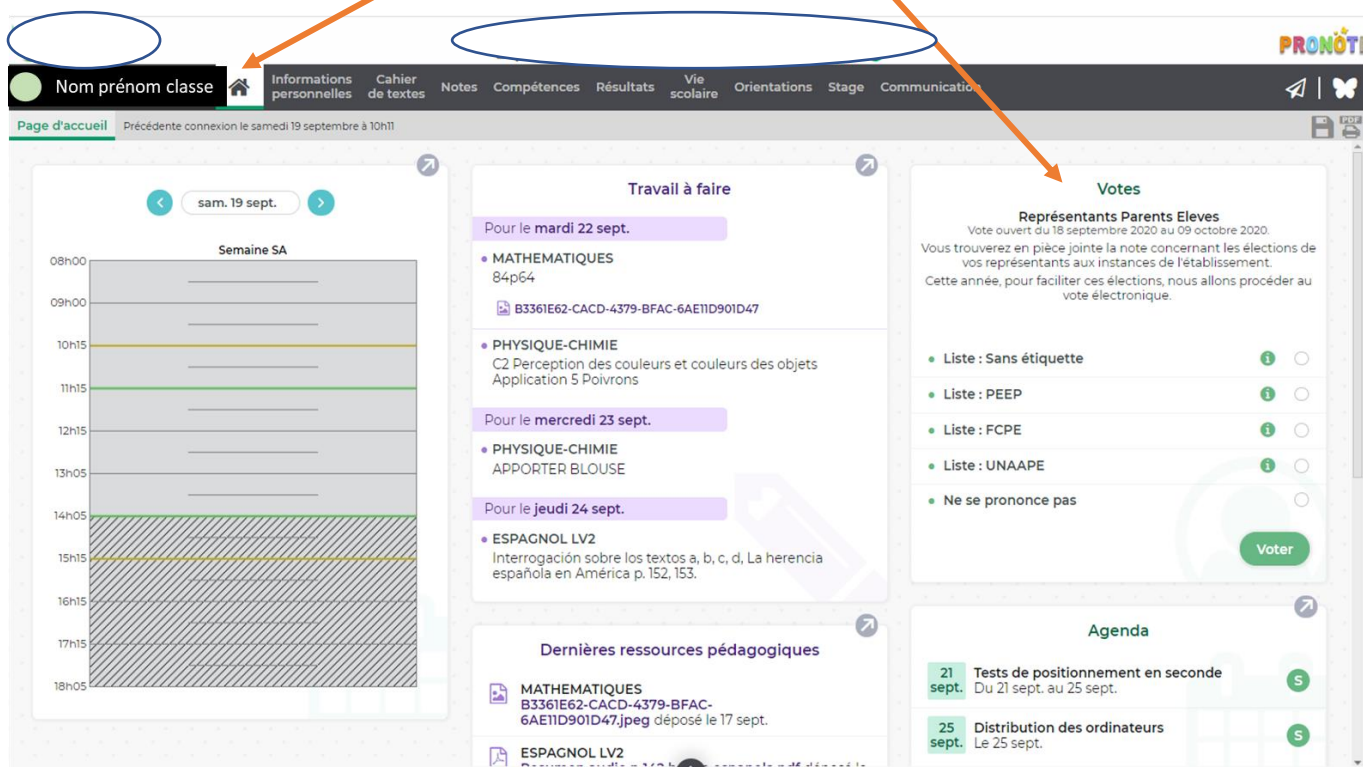 PRONOT
Nom prénom classe
Informations personnelles
Cahier de textes
Notes
Compétences
Résultats
Vie scolaire
Orientations
Stage
Communication
Page d'accueil
Précédente connexion le samedi 19 septembre à 10h11
PDF
sam. 19 sept.
Semaine SA
08h00
09h00
10h15
11h15
12h15
13h05
14h05
15h15
16h15
17h15
18h05
Travail à faire
Pour le mardi 22 sept.
MATHEMATIQUES
84p64
B3361E62-CACD-4379-BFAC-6AE11D901D47
PHYSIQUE-CHIMIE
C2 Perception des couleurs et couleurs des objets
Application 5 Poivrons
Pour le mercredi 23 sept.
PHYSIQUE-CHIMIE
APPORTER BLOUSE
Pour le jeudi 24 sept.
ESPAGNOL LV2
Interrogación sobre los textos a, b, c, d, La herencia
española en América p. 152, 153.
Dernières ressources pédagogiques
MATHEMATIQUES
B3361E62-CACD-4379-BFAC-
6AE11D901D47.jpeg déposé le 17 sept.
ESPAGNOL LV2
Votes
Représentants Parents Eleves
Vote ouvert du 18 septembre 2020 au 09 octobre 2020.
Vous trouverez en pièce jointe la note concernant les élections de
vos représentants aux instances de l'établissement.
Cette année, pour faciliter ces élections, nous allons procéder au
vote électronique.
Liste : Sans étiquette
Liste : PEEP
Liste : FCPE
Liste : UNAAPE
Ne se prononce pas
Voter
Agenda
21 sept.
Tests de positionnement en seconde
Du 21 sept. au 25 sept.
S
25 sept.
Distribution des ordinateurs
Le 25 sept.
S